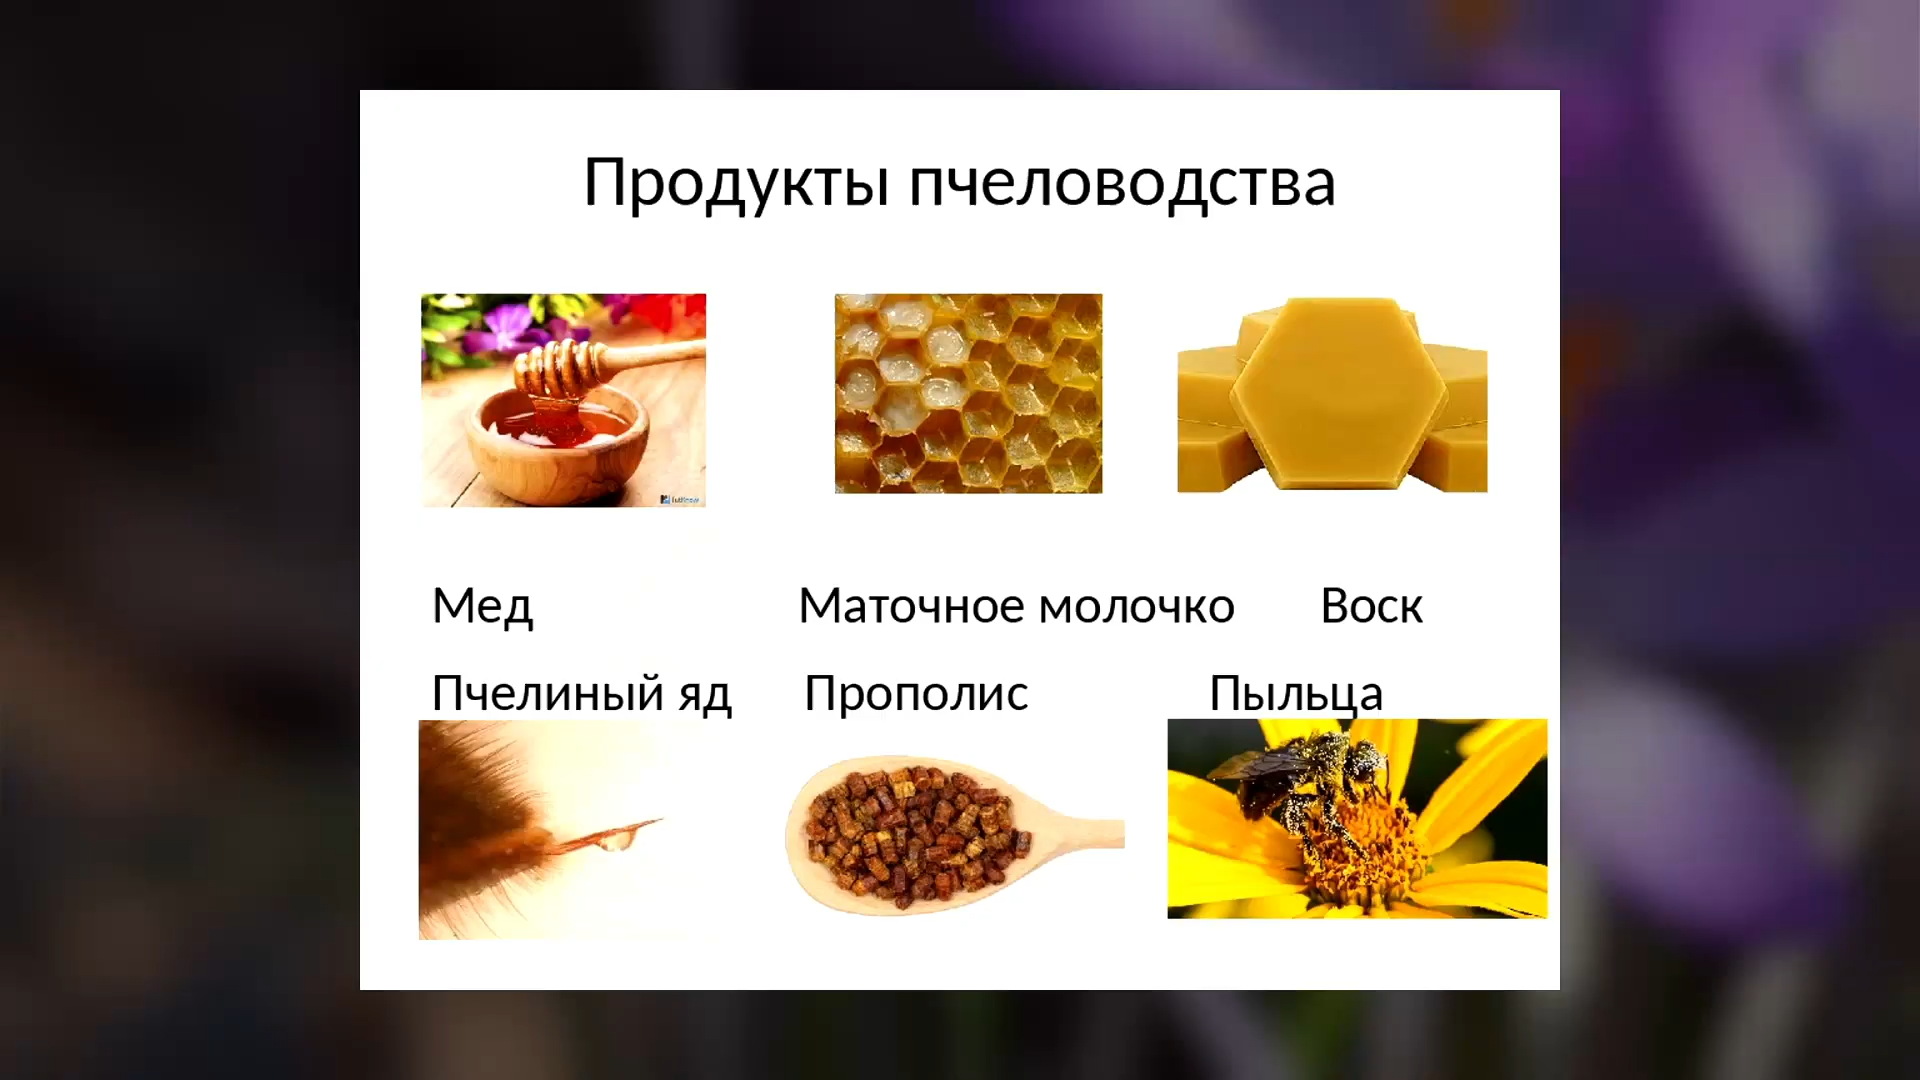 Продукты пчеловодства
Мед Маточное молочко Воск
Пчелиный яд Прополис Пыльца